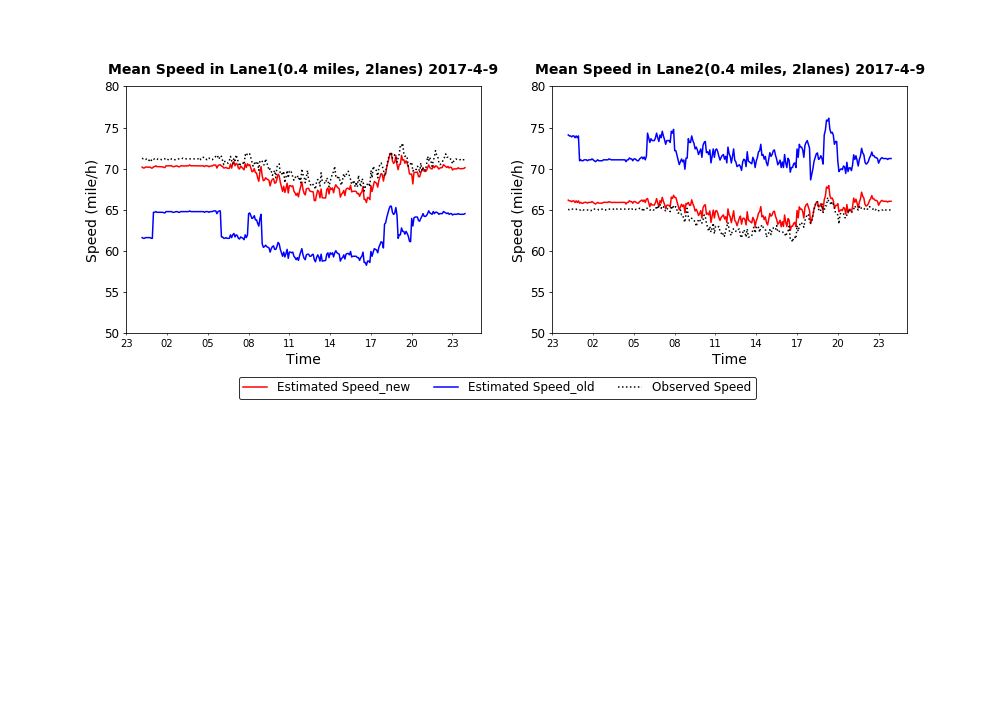 Mean Speed in Lane1(0.4 miles, 2lanes) 2017-4-9
80
75
70
65
60
55
50
Speed (mile/h)
23 02 05 08 11 14 17 20 23
Time
Mean Speed in Lane2(0.4 miles, 2lanes) 2017-4-9
80
75
70
65
60
55
50
Speed (mile/h)
23 02 05 08 11 14 17 20 23
Time
Estimated Speed_new Estimated Speed_old Observed Speed